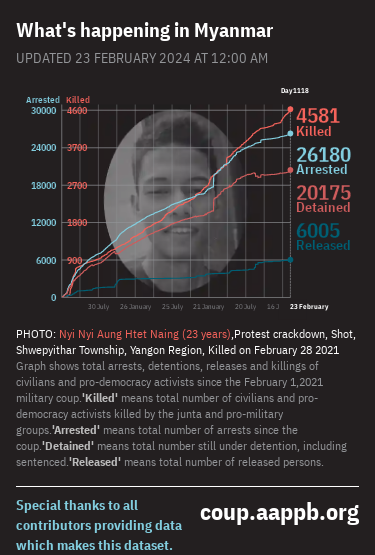 What's happening in Myanmar
UPDATED 23 FEBRUARY 2024 AT 12:00 AM
Day1118
Arrested Killed
30000 4600
24000 3700
18000 2700
12000 1800
6000 900
0
4581
Killed
26180
Arrested
20175
Detained
6005
Released
30 July 26 January 25 July 21 January 20 July 16 J 23 February
PHOTO: Nyi Nyi Aung Htet Naing (23 years),Protest crackdown, Shot,
Shwepyithar Township, Yangon Region, Killed on February 28 2021
Graph shows total arrests, detentions, releases and killings of
civilians and pro-democracy activists since the February 1,2021
military coup.'Killed' means total number of civilians and pro-
democracy activists killed by the junta and pro-military
groups.'Arrested' means total number of arrests since the
coup.'Detained' means total number still under detention, including
sentenced.'Released' means total number of released persons.
Special thanks to all
contributors providing data
which makes this dataset.
coup.aappb.org